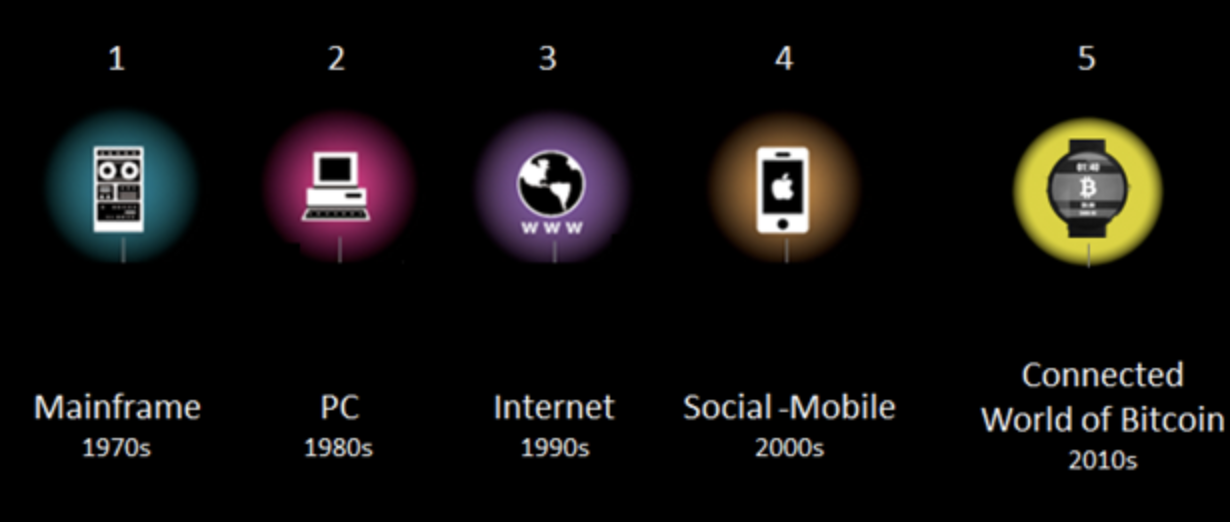 1
2
3
4
5
W W W
01:40
Mainframe
1970s
PC
1980s
Internet
1990s
Social -Mobile
2000s
Connected
World of Bitcoin
2010s